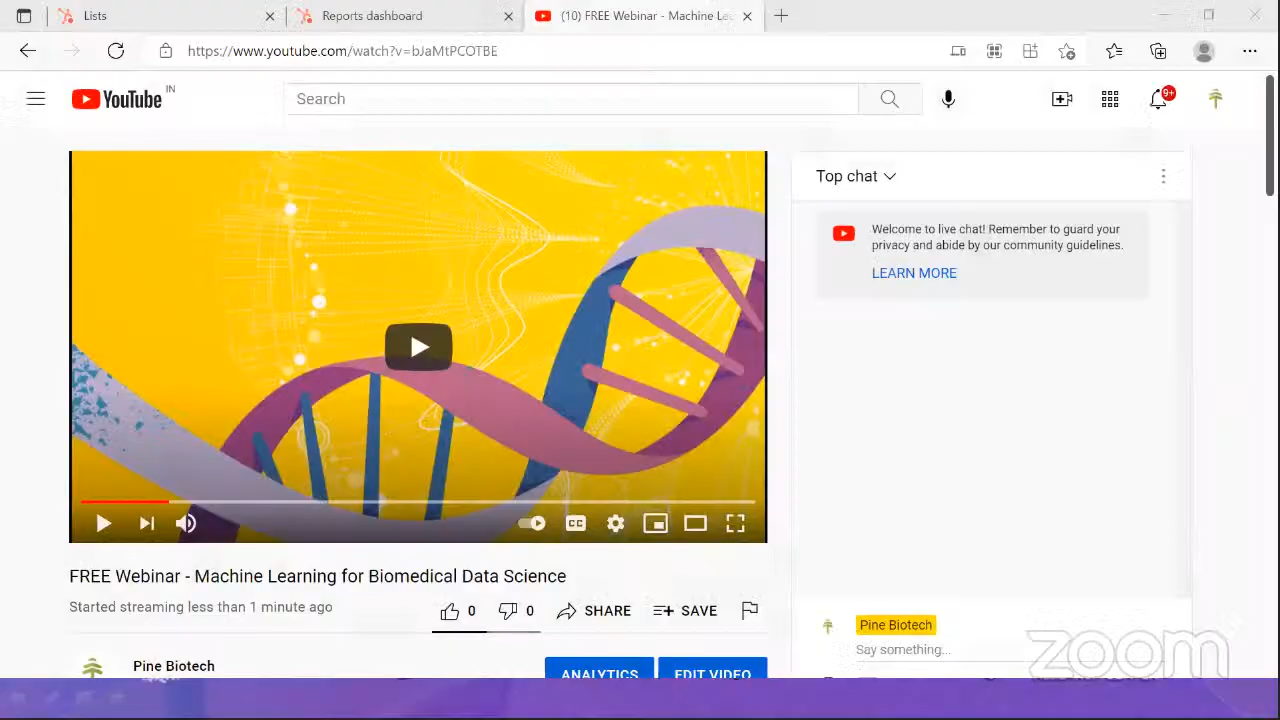 Lists
Reports dashboard
(10) FREE Webinar - Machine Lea
https://www.youtube.com/watch?v=bJaMtPCOTBE
YouTube IN
Search
9+
Top chat
Welcome to live chat! Remember to guard your
privacy and abide by our community guidelines.
LEARN MORE
CC
FREE Webinar - Machine Learning for Biomedical Data Science
Started streaming less than 1 minute ago
0
0
SHARE
SAVE
Pine Biotech
Say something...
zoom
Pine Biotech
ANALYTICS
EDIT VIDEO